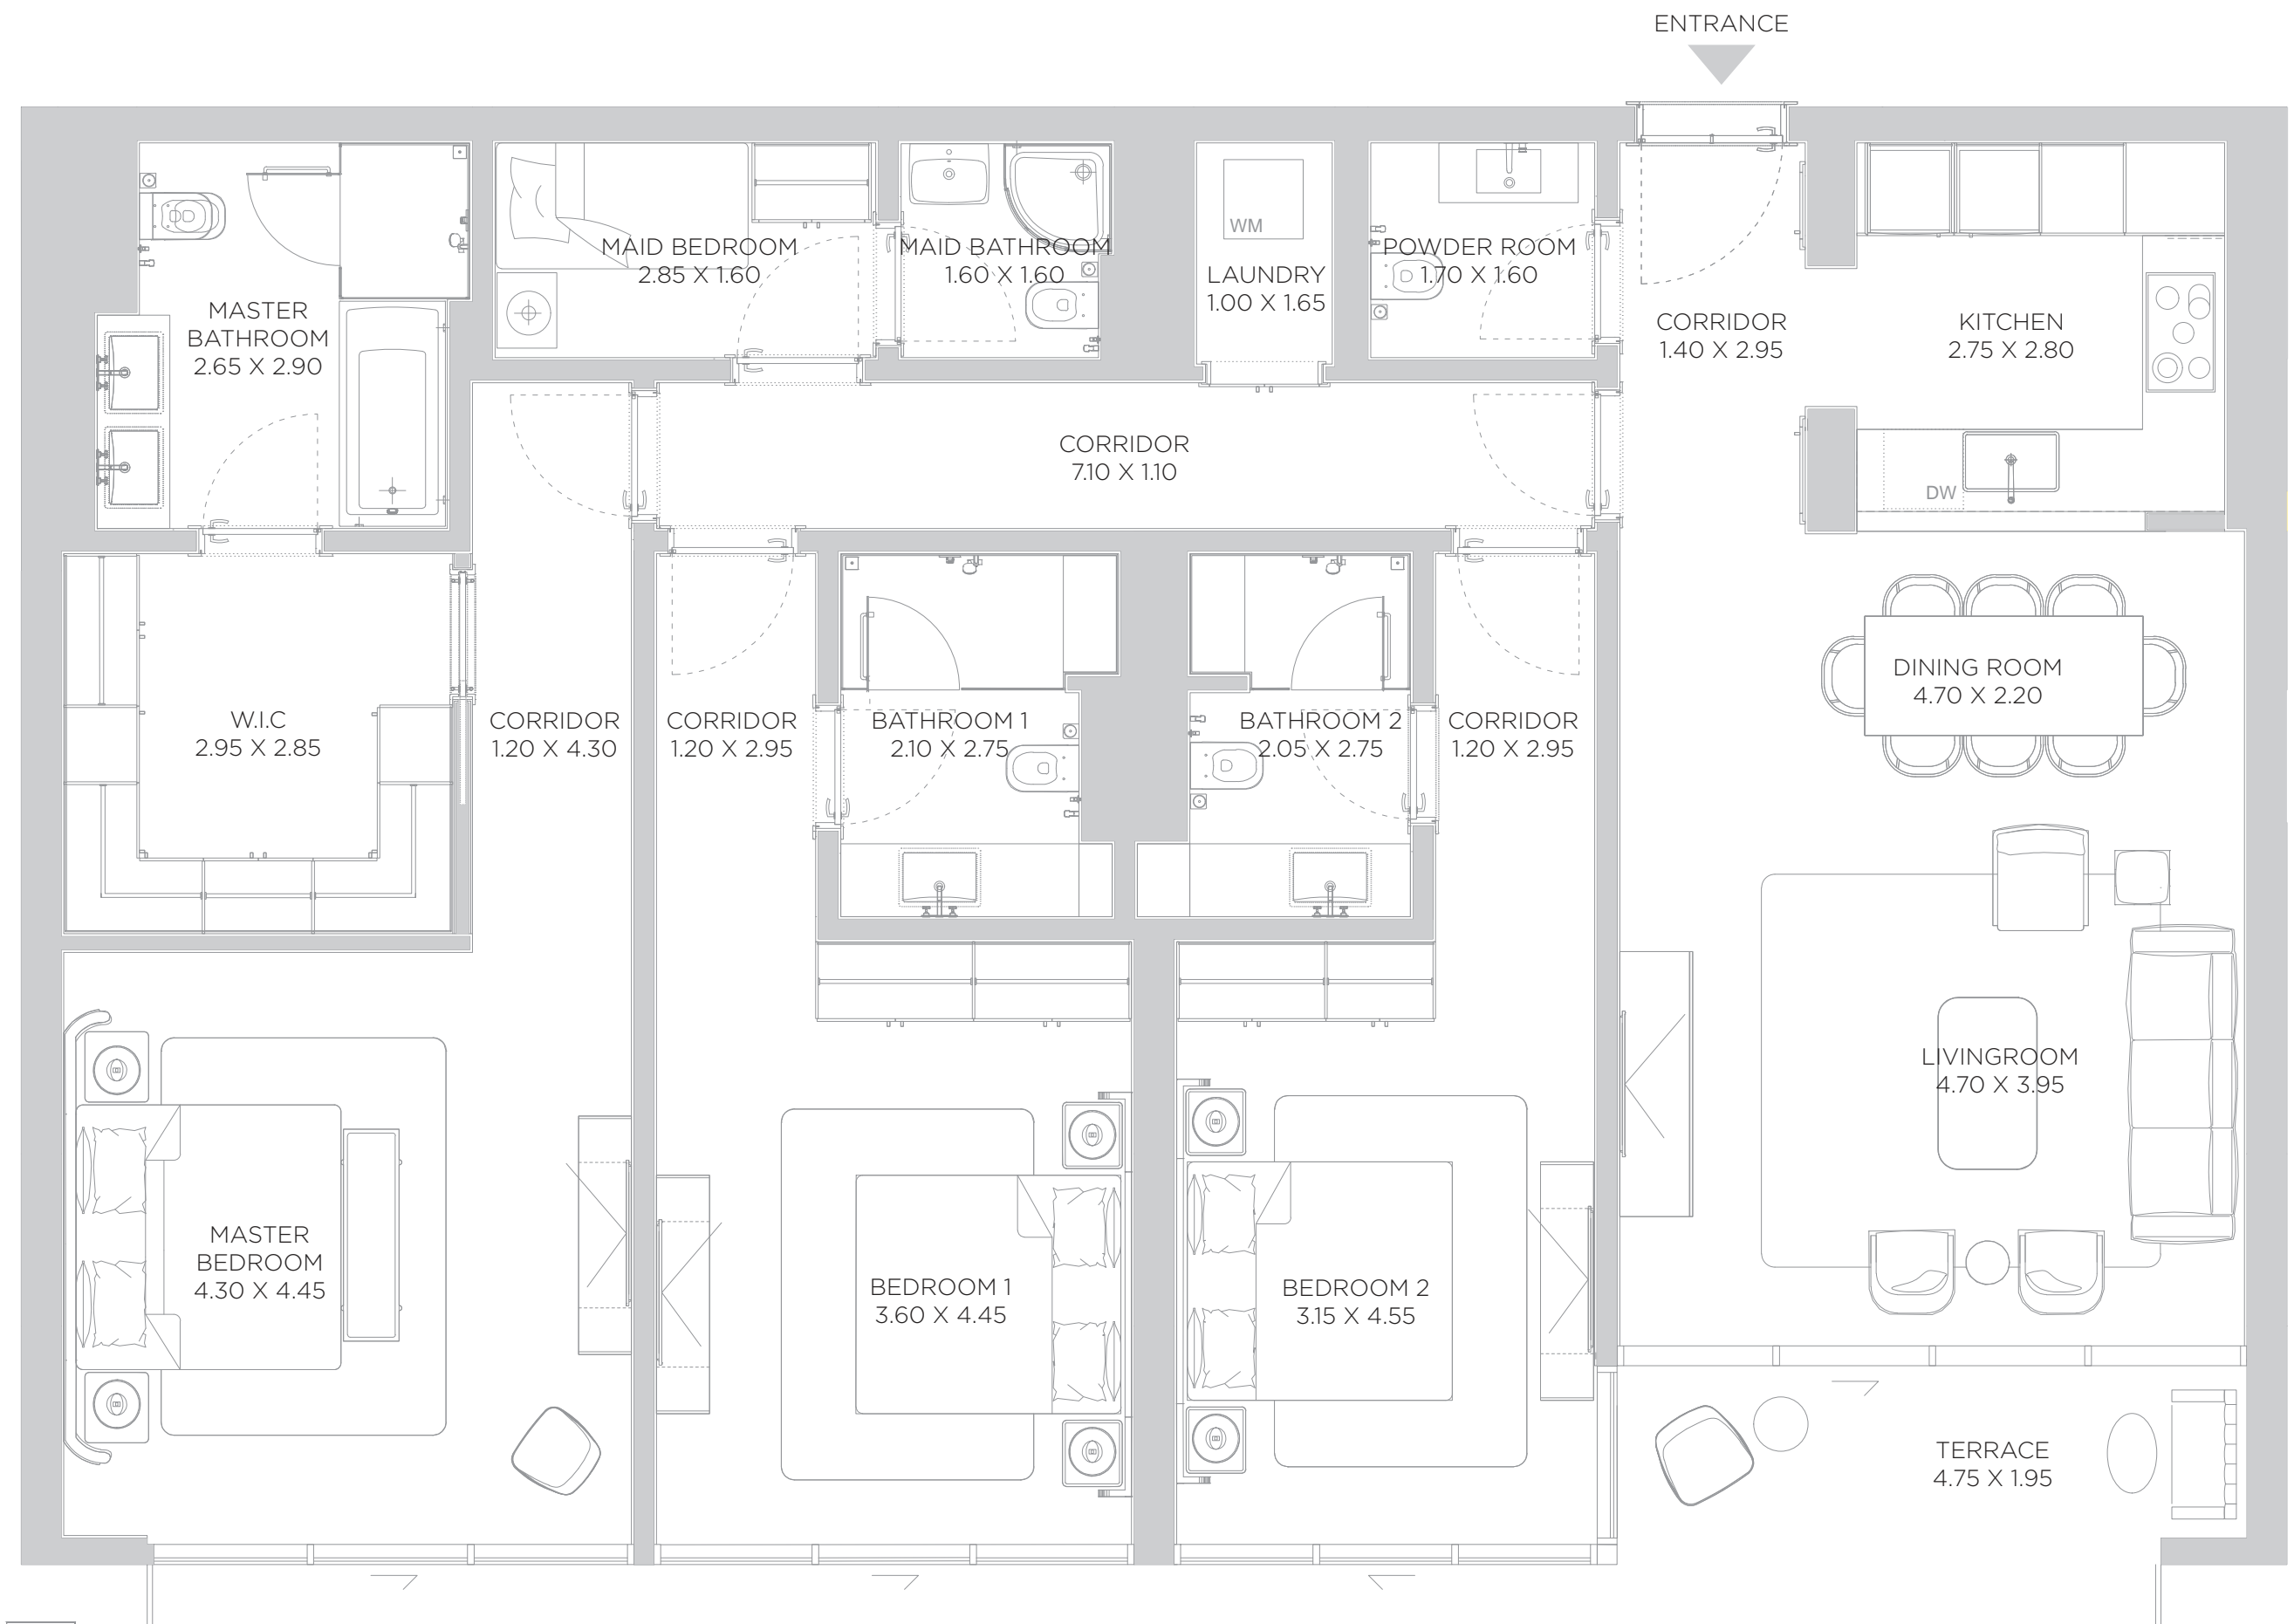 ENTRANCE
MAID BEDROOM
2.85 X 1.60
MAID BATHROOM
1.60 X 1.60
WM
LAUNDRY
1.00 X 1.65
POWDER ROOM
1.70 X 1.60
MASTER
BATHROOM
2.65 X 2.90
CORRIDOR
1.40 X 2.95
KITCHEN
2.75 X 2.80
CORRIDOR
7.10 X 1.10
DW
W.I.C
2.95 X 2.85
CORRIDOR
1.20 X 4.30
CORRIDOR
1.20 X 2.95
BATHROOM 1
2.10 X 2.75
BATHROOM 2
2.05 X 2.75
CORRIDOR
1.20 X 2.95
DINING ROOM
4.70 X 2.20
LIVINGROOM
4.70 X 3.95
MASTER
BEDROOM
4.30 X 4.45
BEDROOM 1
3.60 X 4.45
BEDROOM 2
3.15 X 4.55
TERRACE
4.75 X 1.95